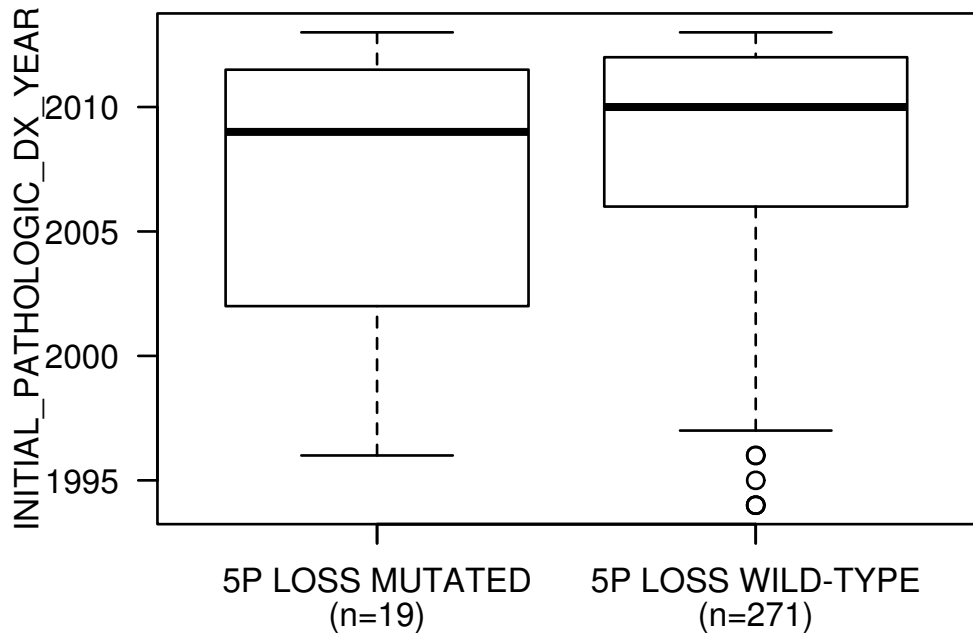 INITIAL_PATHOLOGIC_DX_YEAR
2010
2005
2000
1995
5P LOSS MUTATED
(n=19)
5P LOSS WILD-TYPE
(n=271)